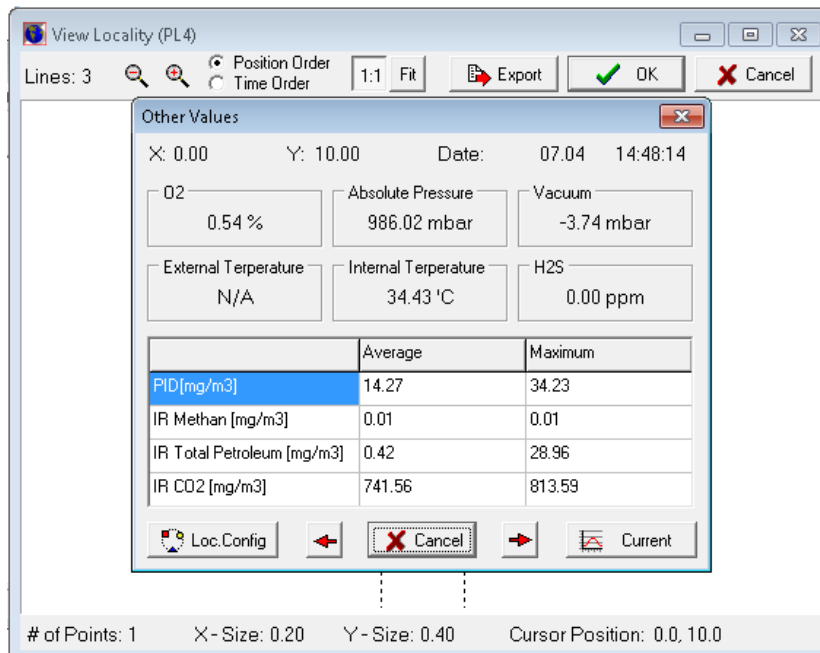 View Locality (PL4)
Lines: 3
Position Order
Time Order
1:1
Fit
Export
OK
Cancel
Other Values
X: 0.00 Y: 10.00 Date: 07.04 14:48:14
O2 Absolute Pressure Vacuum
0.54 % 986.02 mbar -3.74 mbar
External Terperature Internal Terperature H2S
N/A 34.43 'C 0.00 ppm
Average Maximum
PID[mg/m3] 14.27 34.23
IR Methan [mg/m3] 0.01 0.01
IR Total Petroleum [mg/m3] 0.42 28.96
IR CO2 [mg/m3] 741.56 813.59
Loc.Config Cancel Current
# of Points: 1 X- Size: 0.20 Y- Size: 0.40 Cursor Position: 0.0, 10.0